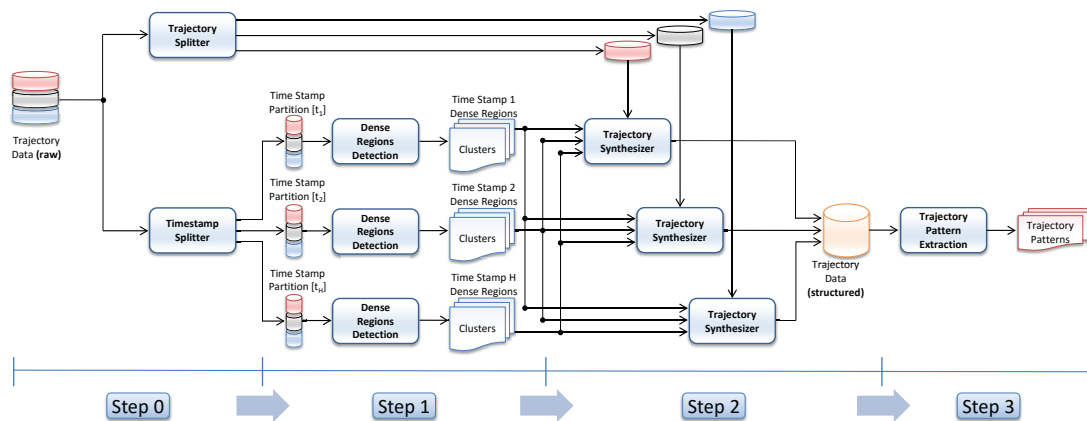 Trajectory
Splitter
Trajectory
Data (raw)
Time Stamp
Partition [t1]
Dense
Regions
Detection
Time Stamp 1
Dense Regions
Clusters
Trajectory
Synthesizer
Timestamp
Splitter
Time Stamp
Partition [t2]
Dense
Regions
Detection
Time Stamp 2
Dense Regions
Clusters
Trajectory
Synthesizer
Trajectory
Data
(structured)
Trajectory
Pattern
Extraction
Trajectory
Patterns
Time Stamp
Partition [tH]
Dense
Regions
Detection
Time Stamp H
Dense Regions
Clusters
Trajectory
Synthesizer
Step 0
Step 1
Step 2
Step 3